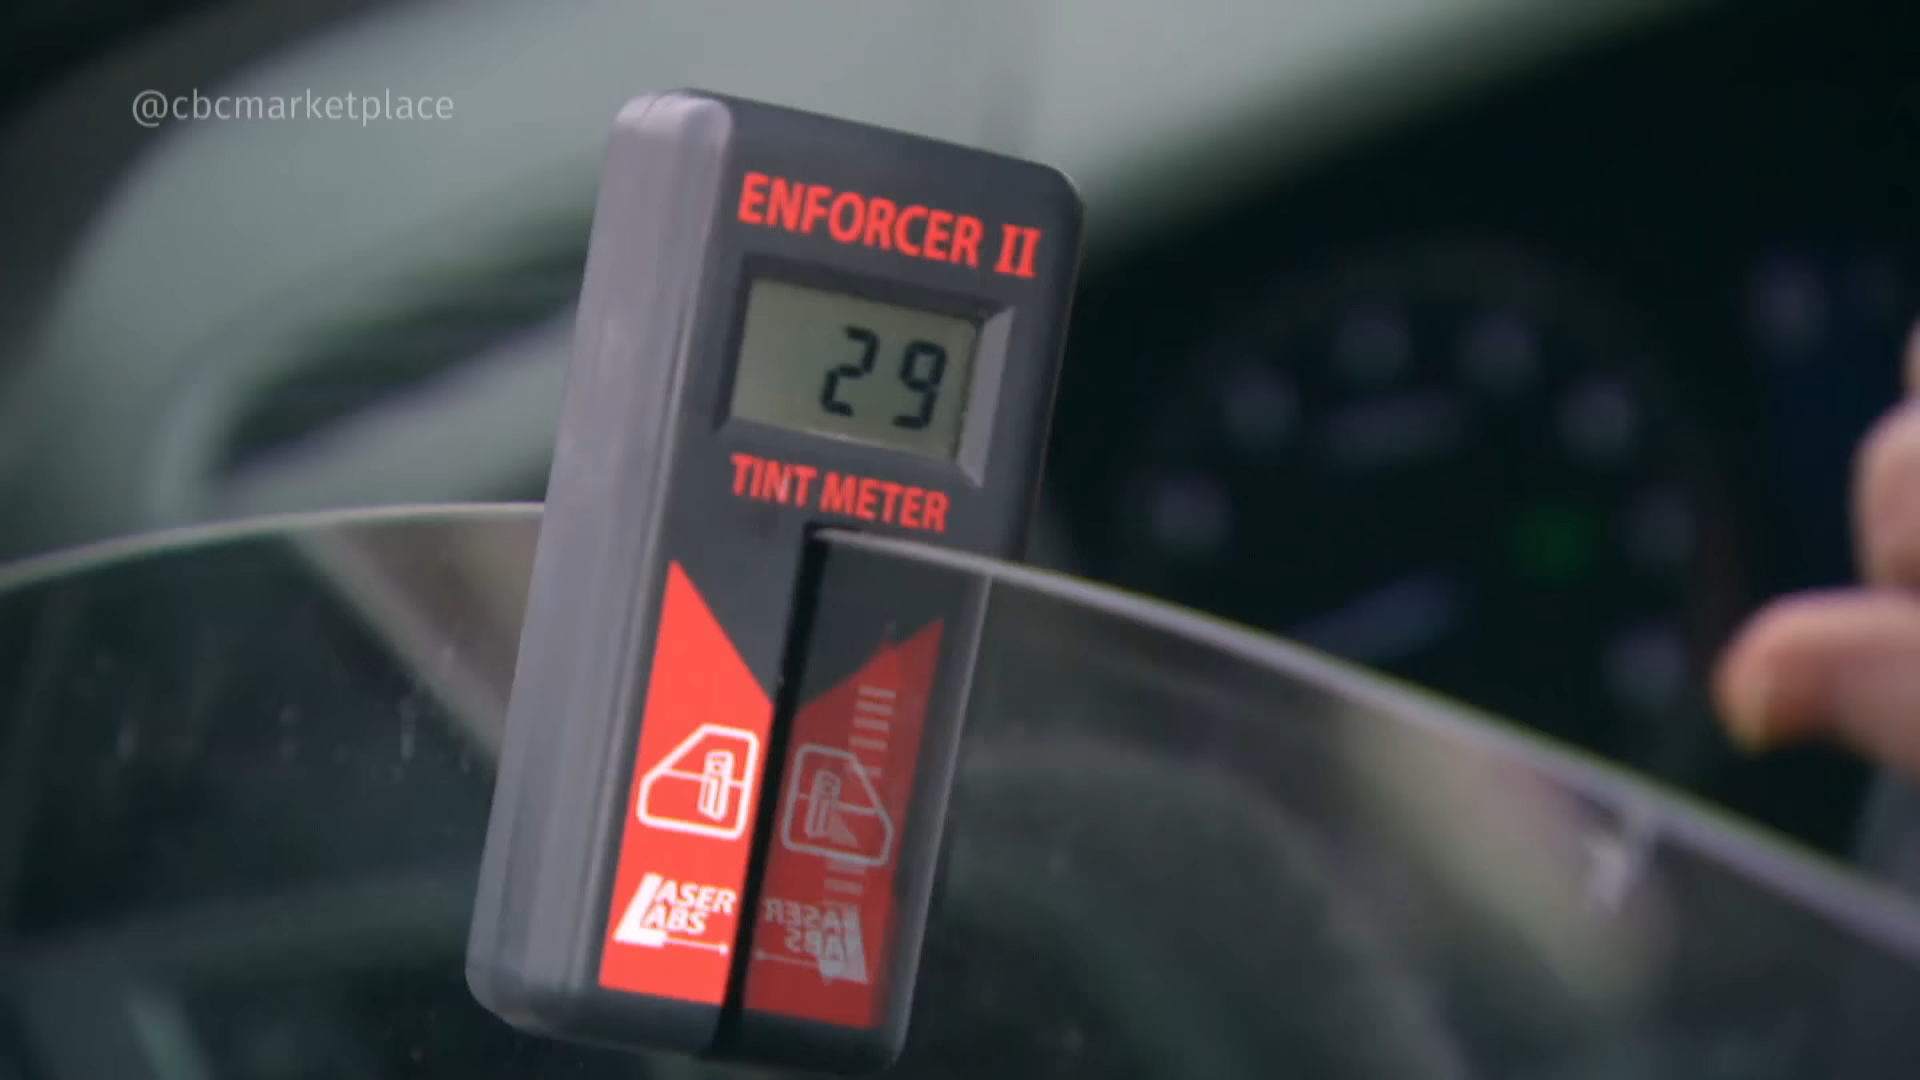 @cbcmarketplace
ENFORCER II
29
TINT METER
LASER
LABS